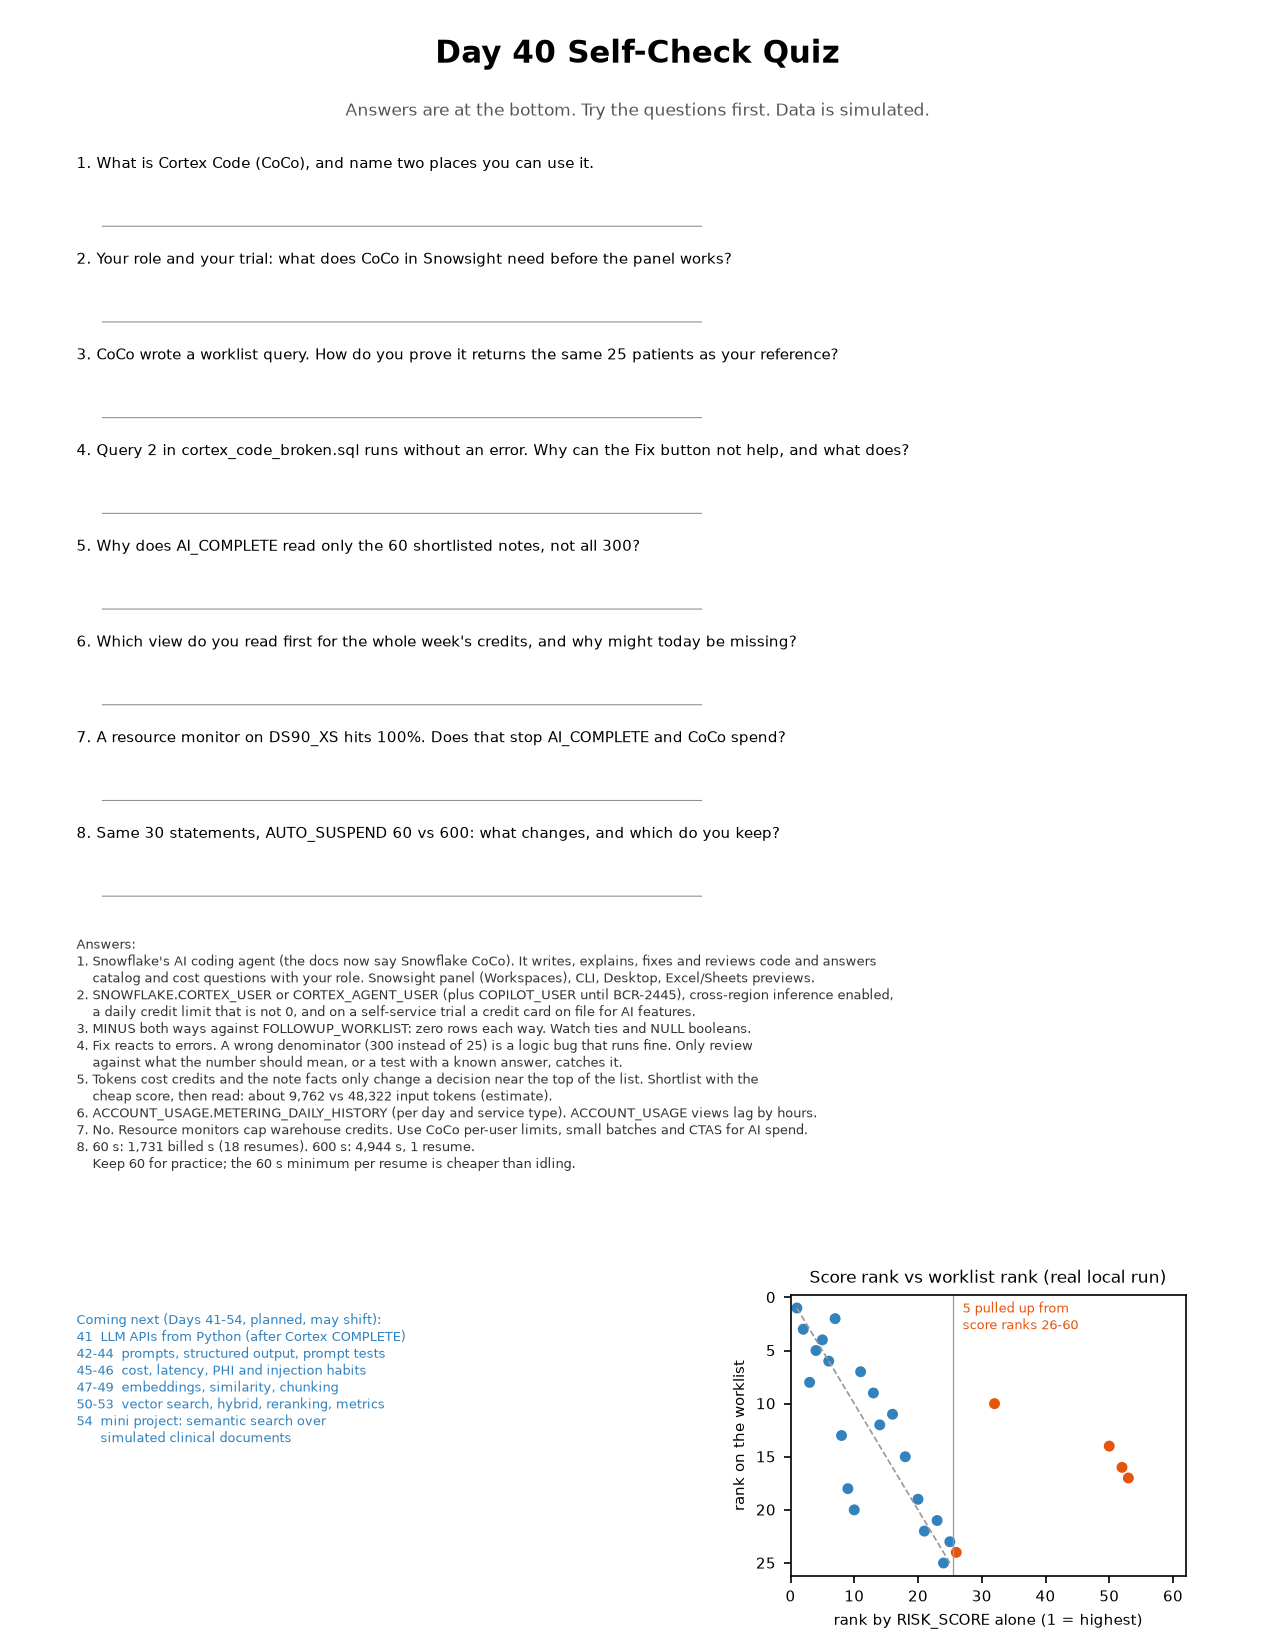 Day 40 Self-Check Quiz
Answers are at the bottom. Try the questions first. Data is simulated.
1. What is Cortex Code (CoCo), and name two places you can use it.
2. Your role and your trial: what does CoCo in Snowsight need before the panel works?
3. CoCo wrote a worklist query. How do you prove it returns the same 25 patients as your reference?
4. Query 2 in cortex_code_broken.sql runs without an error. Why can the Fix button not help, and what does?
5. Why does AI_COMPLETE read only the 60 shortlisted notes, not all 300?
6. Which view do you read first for the whole week's credits, and why might today be missing?
7. A resource monitor on DS90_XS hits 100%. Does that stop AI_COMPLETE and CoCo spend?
8. Same 30 statements, AUTO_SUSPEND 60 vs 600: what changes, and which do you keep?
Answers:
1. Snowflake's AI coding agent (the docs now say Snowflake CoCo). It writes, explains, fixes and reviews code and answers
catalog and cost questions with your role. Snowsight panel (Workspaces), CLI, Desktop, Excel/Sheets previews.
2. SNOWFLAKE.CORTEX_USER or CORTEX_AGENT_USER (plus COPILOT_USER until BCR-2445), cross-region inference enabled,
a daily credit limit that is not 0, and on a self-service trial a credit card on file for AI features.
3. MINUS both ways against FOLLOWUP_WORKLIST: zero rows each way. Watch ties and NULL booleans.
4. Fix reacts to errors. A wrong denominator (300 instead of 25) is a logic bug that runs fine. Only review
against what the number should mean, or a test with a known answer, catches it.
5. Tokens cost credits and the note facts only change a decision near the top of the list. Shortlist with the
cheap score, then read: about 9,762 vs 48,322 input tokens (estimate).
6. ACCOUNT_USAGE.METERING_DAILY_HISTORY (per day and service type). ACCOUNT_USAGE views lag by hours.
7. No. Resource monitors cap warehouse credits. Use CoCo per-user limits, small batches and CTAS for AI spend.
8. 60 s: 1,731 billed s (18 resumes). 600 s: 4,944 s, 1 resume.
Keep 60 for practice; the 60 s minimum per resume is cheaper than idling.
Coming next (Days 41-54, planned, may shift):
41 LLM APIs from Python (after Cortex COMPLETE)
42-44 prompts, structured output, prompt tests
45-46 cost, latency, PHI and injection habits
47-49 embeddings, similarity, chunking
50-53 vector search, hybrid, reranking, metrics
54 mini project: semantic search over
simulated clinical documents
Score rank vs worklist rank (real local run)
5 pulled up from
score ranks 26-60
rank on the worklist
0
5
10
15
20
25
0 10 20 30 40 50 60
rank by RISK_SCORE alone (1 = highest)